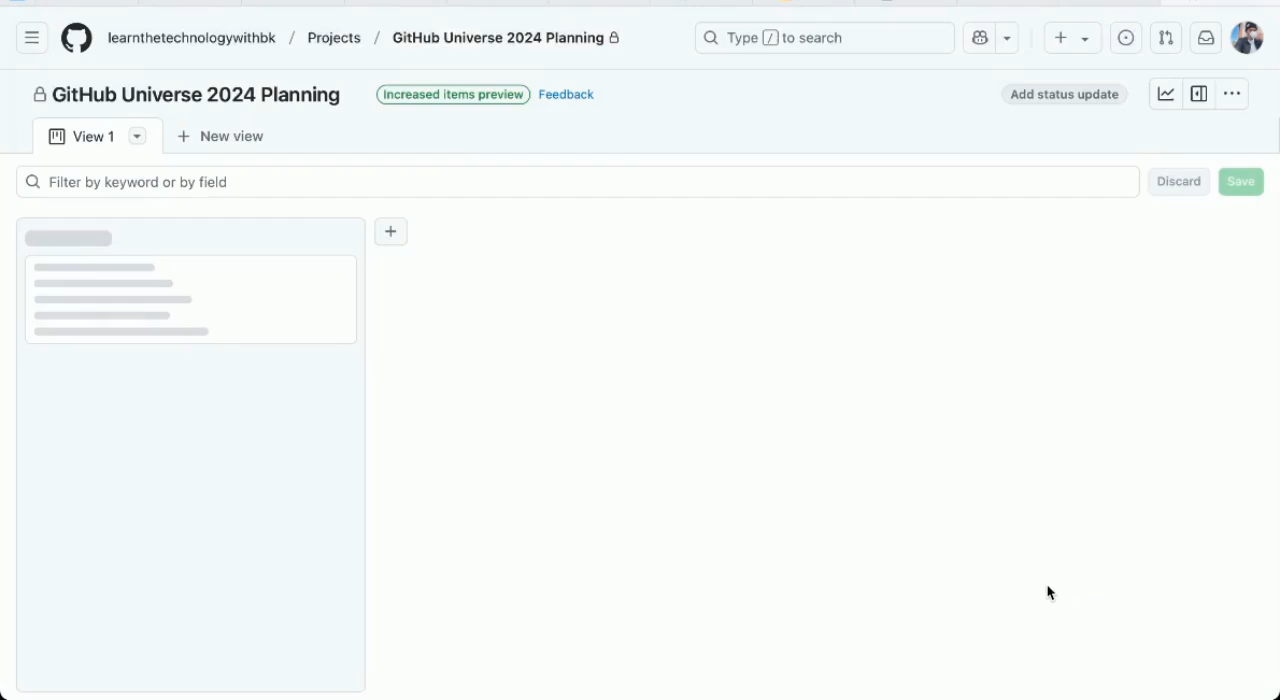 learnthetechnologywithbk / Projects / GitHub Universe 2024 Planning Type / to search
GitHub Universe 2024 Planning Increased items preview Feedback Add status update
View 1 New view
Filter by keyword or by field Discard Save